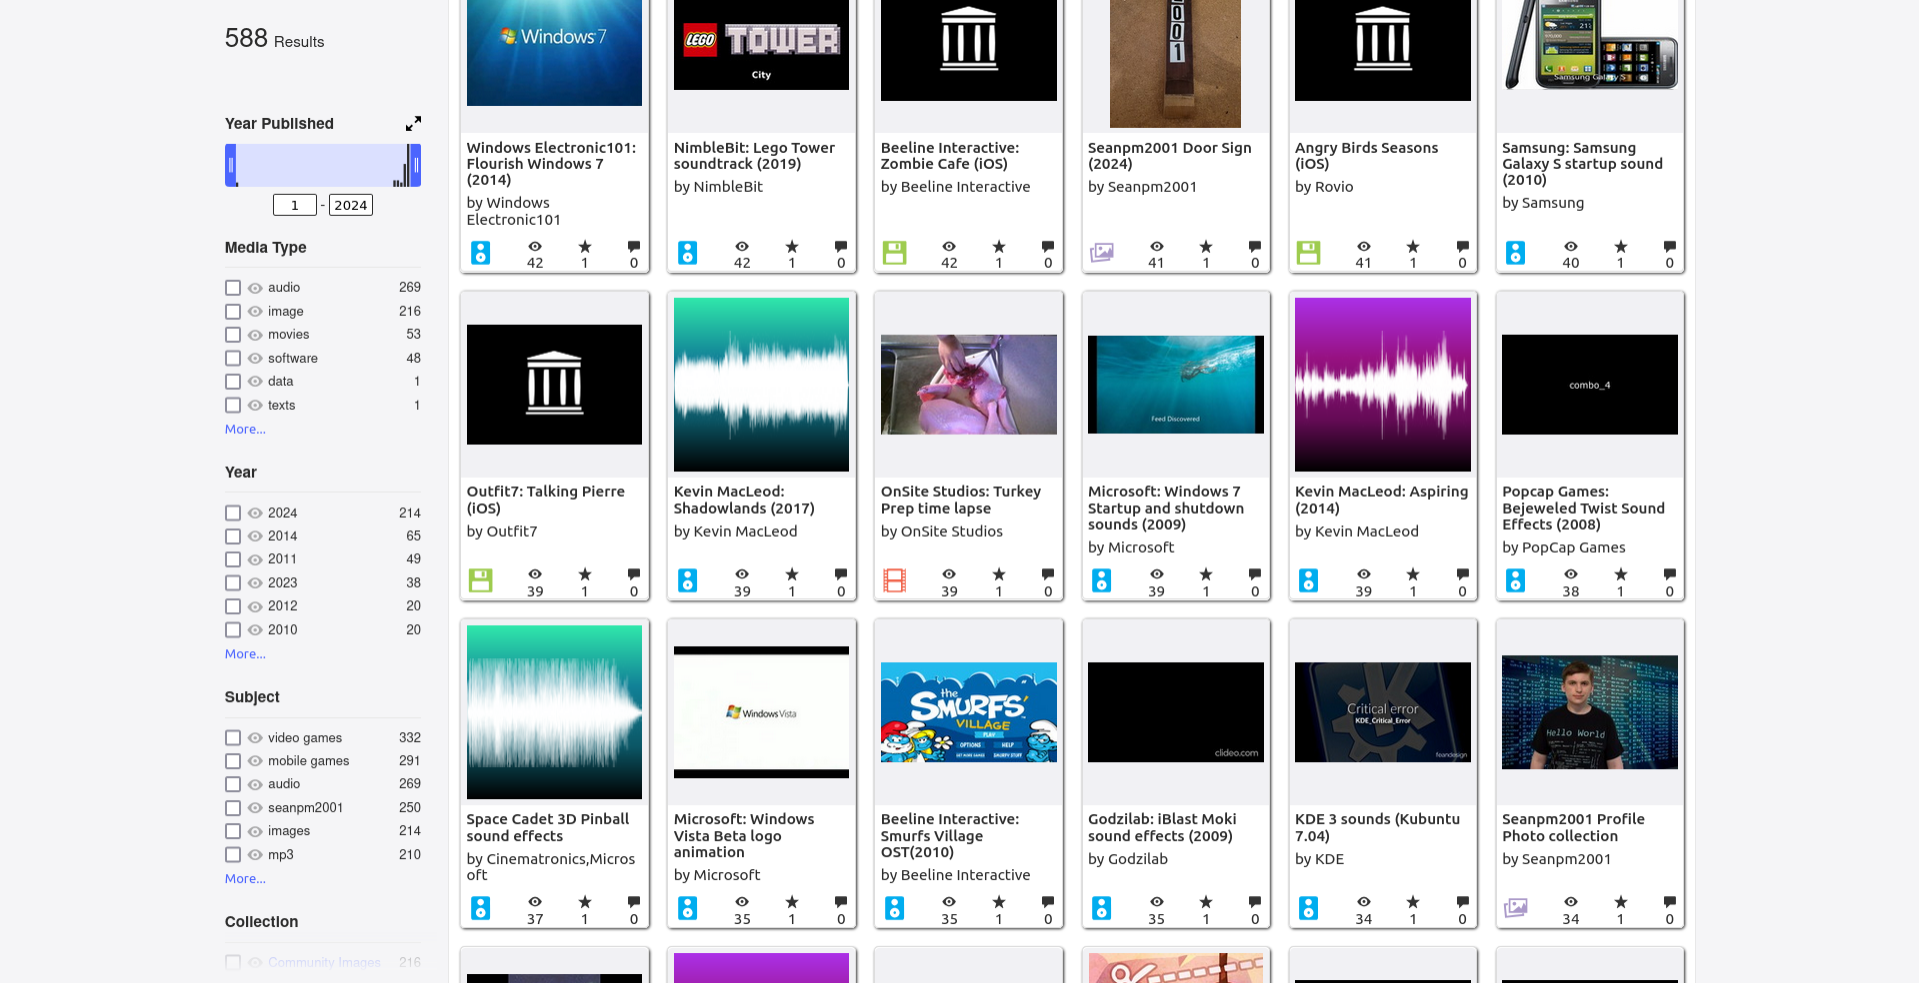 588 Results
Year Published
1 - 2024
Media Type
audio 269
image 216
movies 53
software 48
data 1
texts 1
More...
Year
2024 214
2014 65
2011 49
2023 38
2012 20
2010 20
More...
Subject
video games 332
mobile games 291
audio 269
seanpm2001 250
images 214
mp3 210
More...
Collection
Community Images 216
Windows 7
Windows Electronic101:
Flourish Windows 7
(2014)
by Windows
Electronic101
42 1 0
LEGO TOWER
City
NimbleBit: Lego Tower
soundtrack (2019)
by NimbleBit
42 1 0
Beeline Interactive:
Zombie Cafe (iOS)
by Beeline Interactive
42 1 0
001
Seanpm2001 Door Sign
(2024)
by Seanpm2001
41 1 0
Angry Birds Seasons
(iOS)
by Rovio
41 1 0
Samsung Galaxy S
Samsung: Samsung
Galaxy S startup sound
(2010)
by Samsung
40 1 0
Outfit7: Talking Pierre
(iOS)
by Outfit7
39 1 0
Kevin MacLeod:
Shadowlands (2017)
by Kevin MacLeod
39 1 0
OnSite Studios: Turkey
Prep time lapse
by OnSite Studios
39 1 0
Feed Discovered
Microsoft: Windows 7
Startup and shutdown
sounds (2009)
by Microsoft
39 1 0
Kevin MacLeod: Aspiring
(2014)
by Kevin MacLeod
39 1 0
combo_4
Popcap Games:
Bejeweled Twist Sound
Effects (2008)
by PopCap Games
38 1 0
Space Cadet 3D Pinball
sound effects
by Cinematronics,Micros
oft
37 1 0
Windows Vista
Microsoft: Windows
Vista Beta logo
animation
by Microsoft
35 1 0
the
SMURFS'
VILLAGE
PLAY
OPTIONS HELP
GET MORE GAMES SMURFY STUFF
Beeline Interactive:
Smurfs Village
OST(2010)
by Beeline Interactive
35 1 0
clideo.com
Godzilab: iBlast Moki
sound effects (2009)
by Godzilab
35 1 0
Critical error
KDE_Critical_Error
KDE 3 sounds (Kubuntu
7.04)
by KDE
34 1 0
Hello World
Seanpm2001 Profile
Photo collection
by Seanpm2001
34 1 0